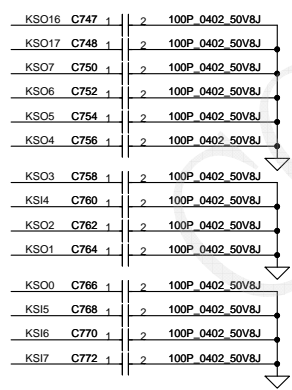 KSO16 C747 1 2 100P_0402_50V8J
KSO17 C748 1 2 100P_0402_50V8J
KSO7 C750 1 2 100P_0402_50V8J
KSO6 C752 1 2 100P_0402_50V8J
KSO5 C754 1 2 100P_0402_50V8J
KSO4 C756 1 2 100P_0402_50V8J
KSO3 C758 1 2 100P_0402_50V8J
KSI4 C760 1 2 100P_0402_50V8J
KSO2 C762 1 2 100P_0402_50V8J
KSO1 C764 1 2 100P_0402_50V8J
KSO0 C766 1 2 100P_0402_50V8J
KSI5 C768 1 2 100P_0402_50V8J
KSI6 C770 1 2 100P_0402_50V8J
KSI7 C772 1 2 100P_0402_50V8J